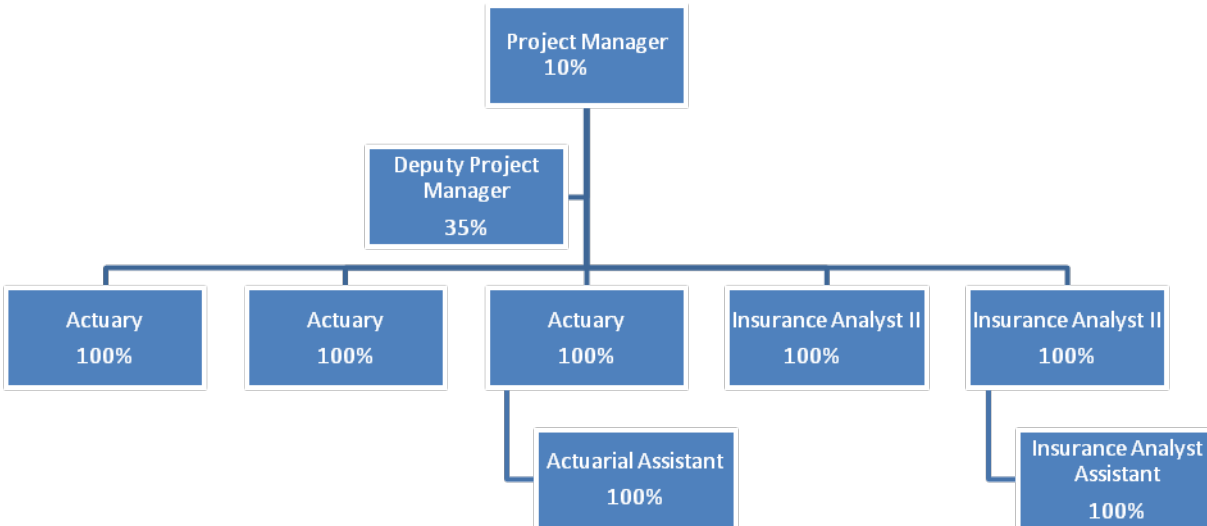 Project Manager
10%
Deputy Project
Manager
35%
Actuary
100%
Actuary
100%
Actuary
100%
Insurance Analyst II
100%
Insurance Analyst II
100%
Actuarial Assistant
100%
Insurance Analyst
Assistant
100%